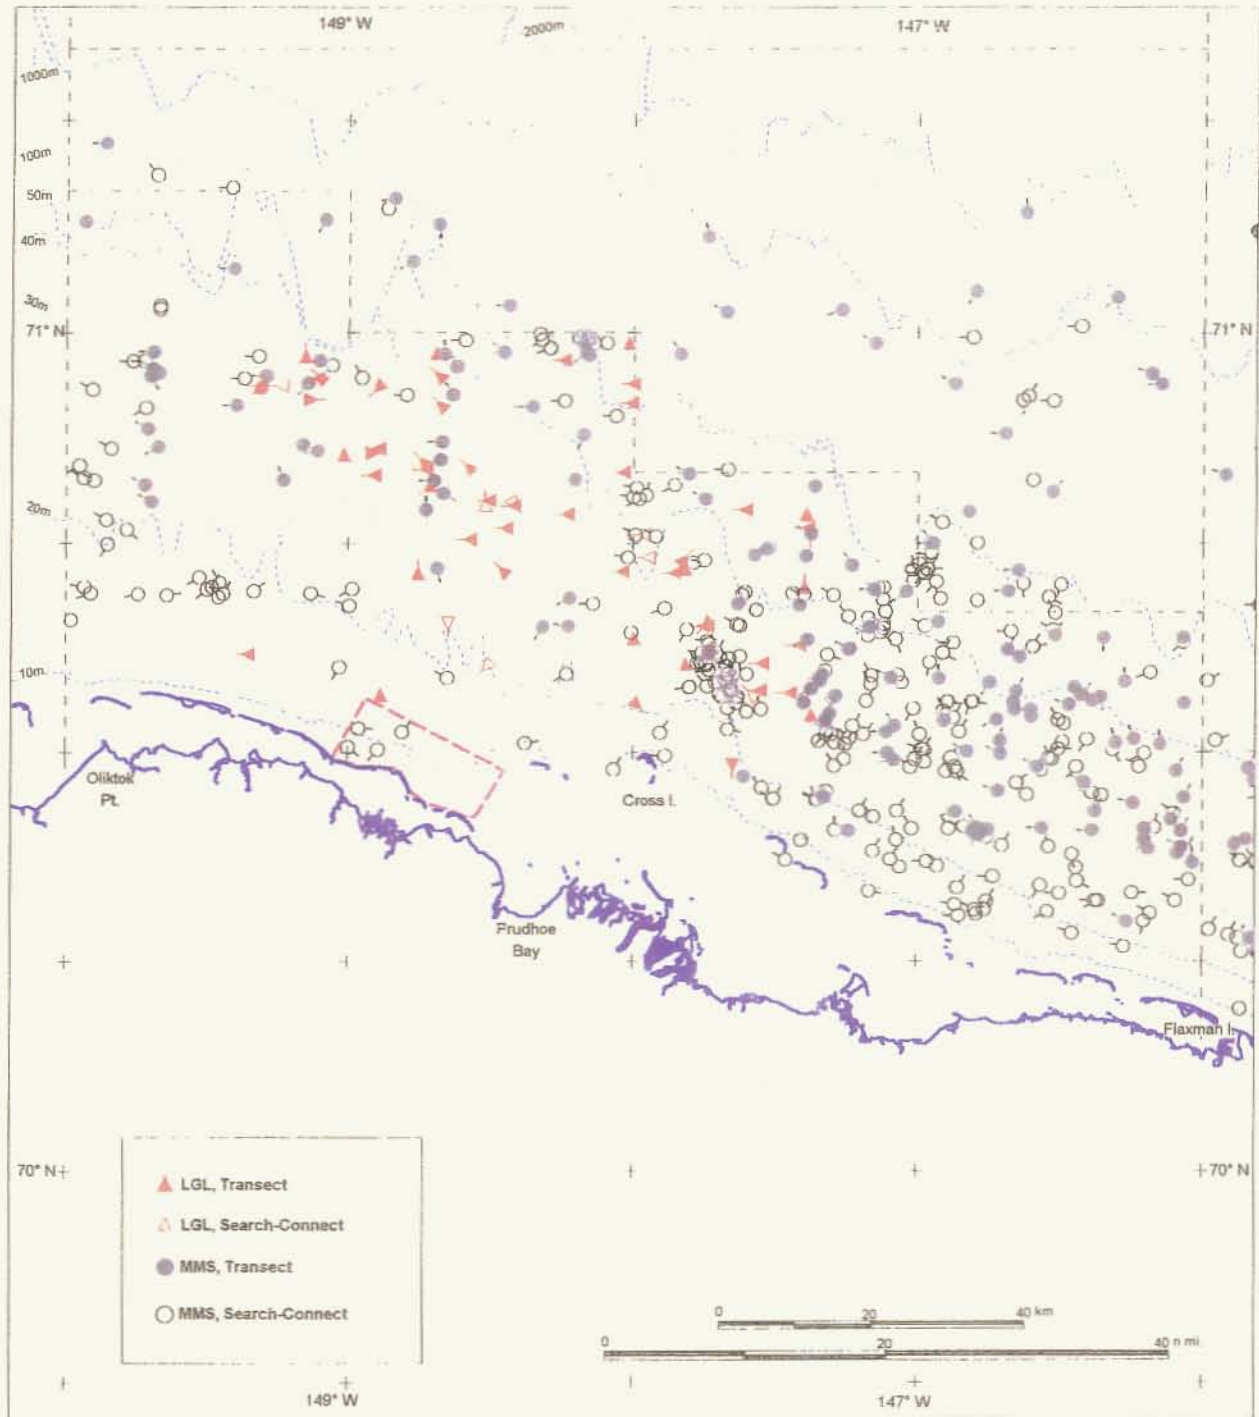 149° W
2000m
147° W
1000m
100m
50m
40m
30m
71° N
71° N
20m
10m
Oliktok
Pt.
Cross I.
Prudhoe
Bay
Flaxman I.
70° N
70° N
LGL, Transect
LGL, Search-Connect
MMS, Transect
MMS, Search-Connect
0 20 40 km
0 20 40 n mi
149° W
147° W